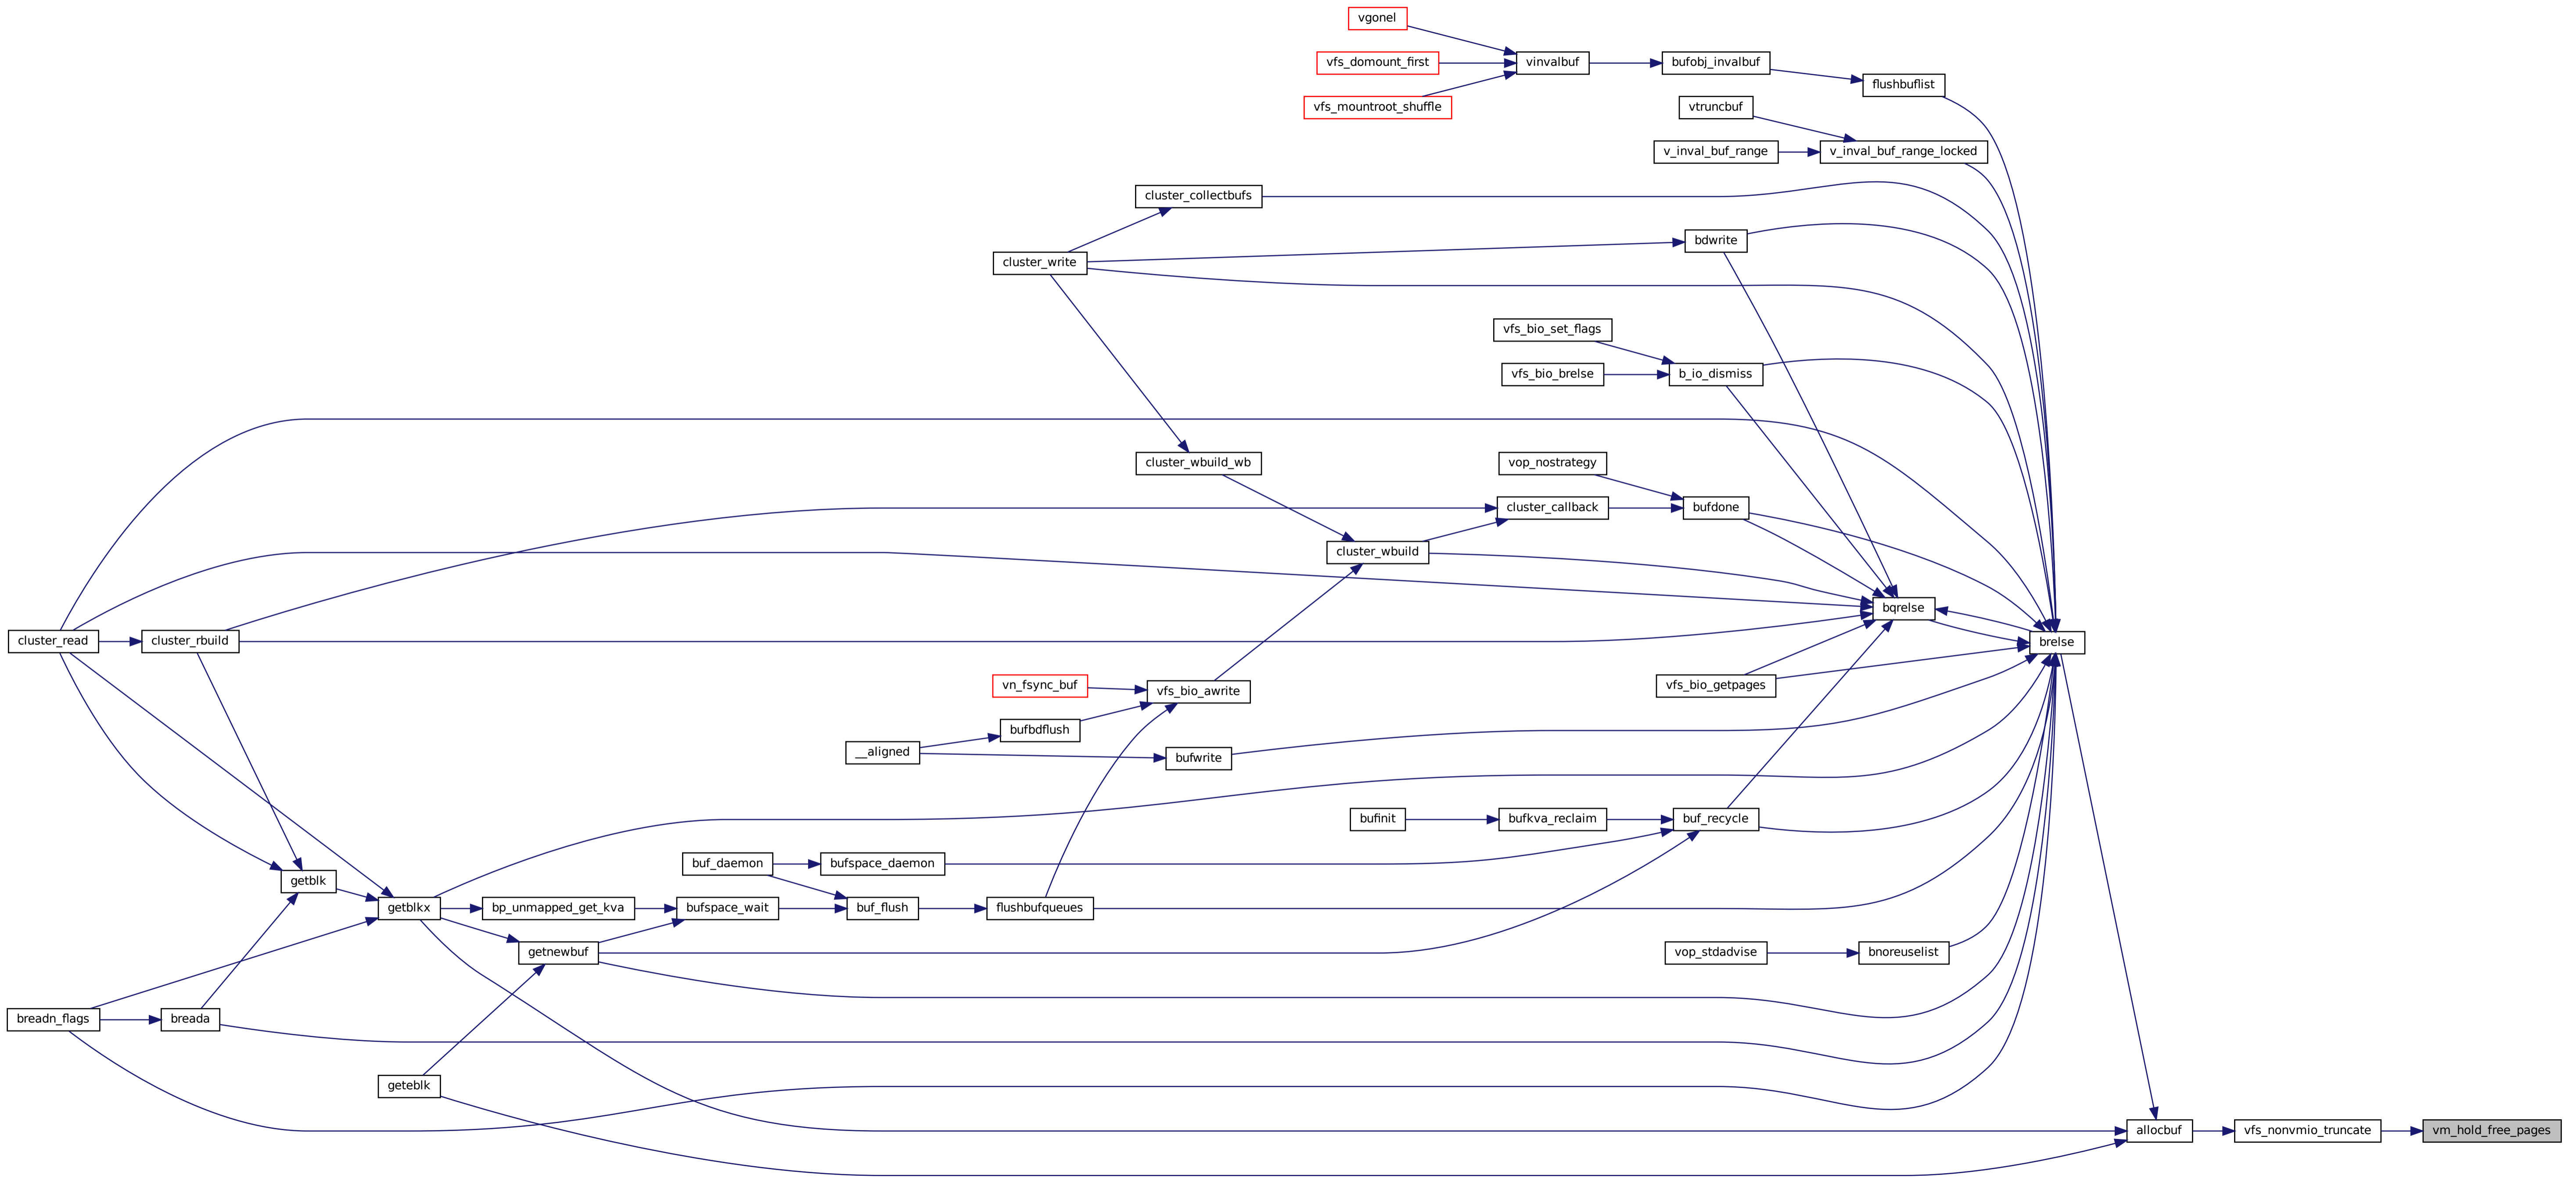 vgonel
vfs_domount_first
vinvalbuf
bufobj_invalbuf
flushbuflist
vfs_mountroot_shuffle
vtruncbuf
v_inval_buf_range
v_inval_buf_range_locked
cluster_collectbufs
bdwrite
cluster_write
vfs_bio_set_flags
vfs_bio_brelse
b_io_dismiss
cluster_wbuild_wb
vop_nostrategy
cluster_callback
bufdone
cluster_wbuild
bqrelse
cluster_read
cluster_rbuild
brelse
vn_fsync_buf
vfs_bio_awrite
vfs_bio_getpages
bufbdflush
__aligned
bufwrite
bufinit
bufkva_reclaim
buf_recycle
buf_daemon
bufspace_daemon
getblk
getblkx
bp_unmapped_get_kva
bufspace_wait
buf_flush
flushbufqueues
getnewbuf
vop_stdadvise
bnoreuselist
breadn_flags
breada
geteblk
allocbuf
vfs_nonvmio_truncate
vm_hold_free_pages